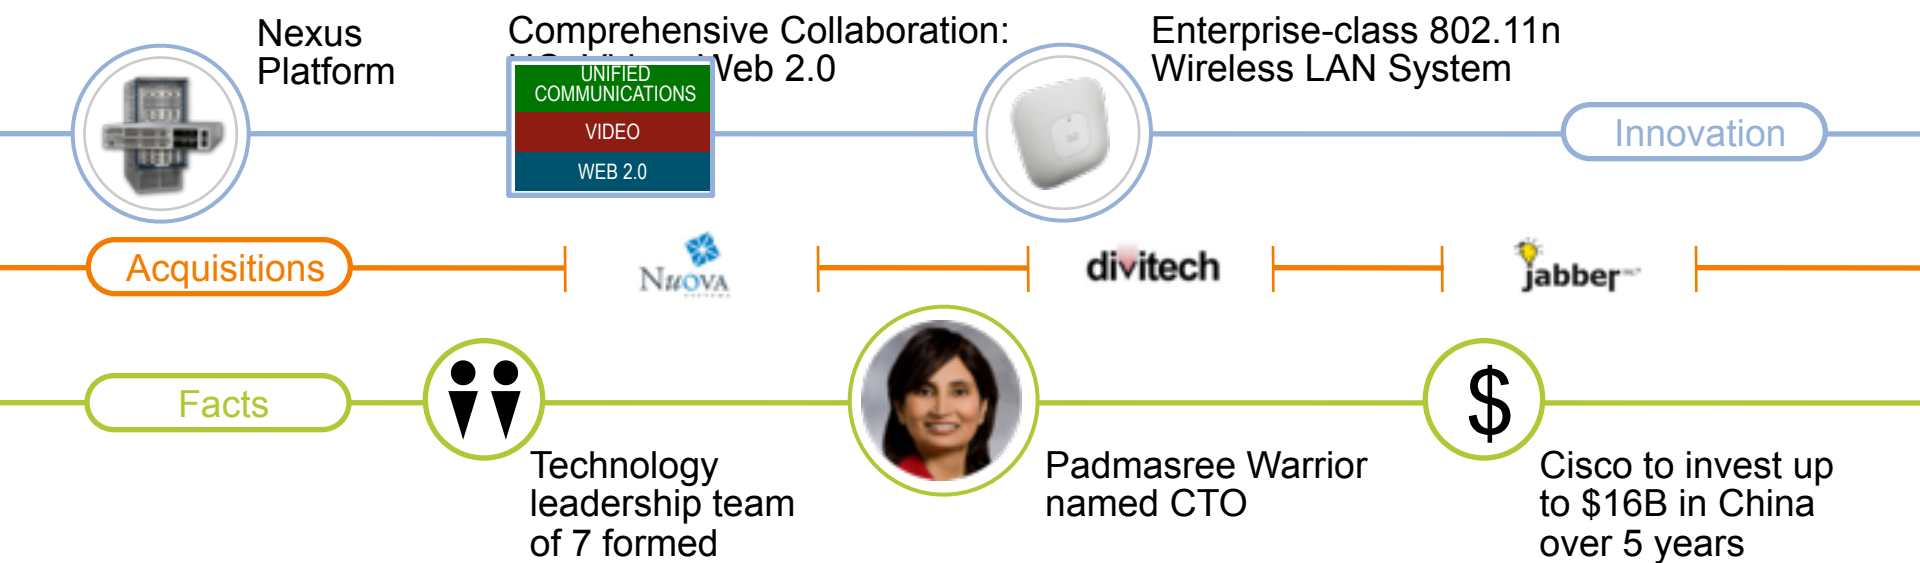 Nexus
Platform
Comprehensive Collaboration:
Web 2.0
UNIFIED
COMMUNICATIONS
VIDEO
WEB 2.0
Enterprise-class 802.11n
Wireless LAN System
Innovation
Acquisitions
NUOVA
divitech
jabber
Facts
Technology
leadership team
of 7 formed
Padmasree Warrior
named CTO
$
Cisco to invest up
to $16B in China
over 5 years